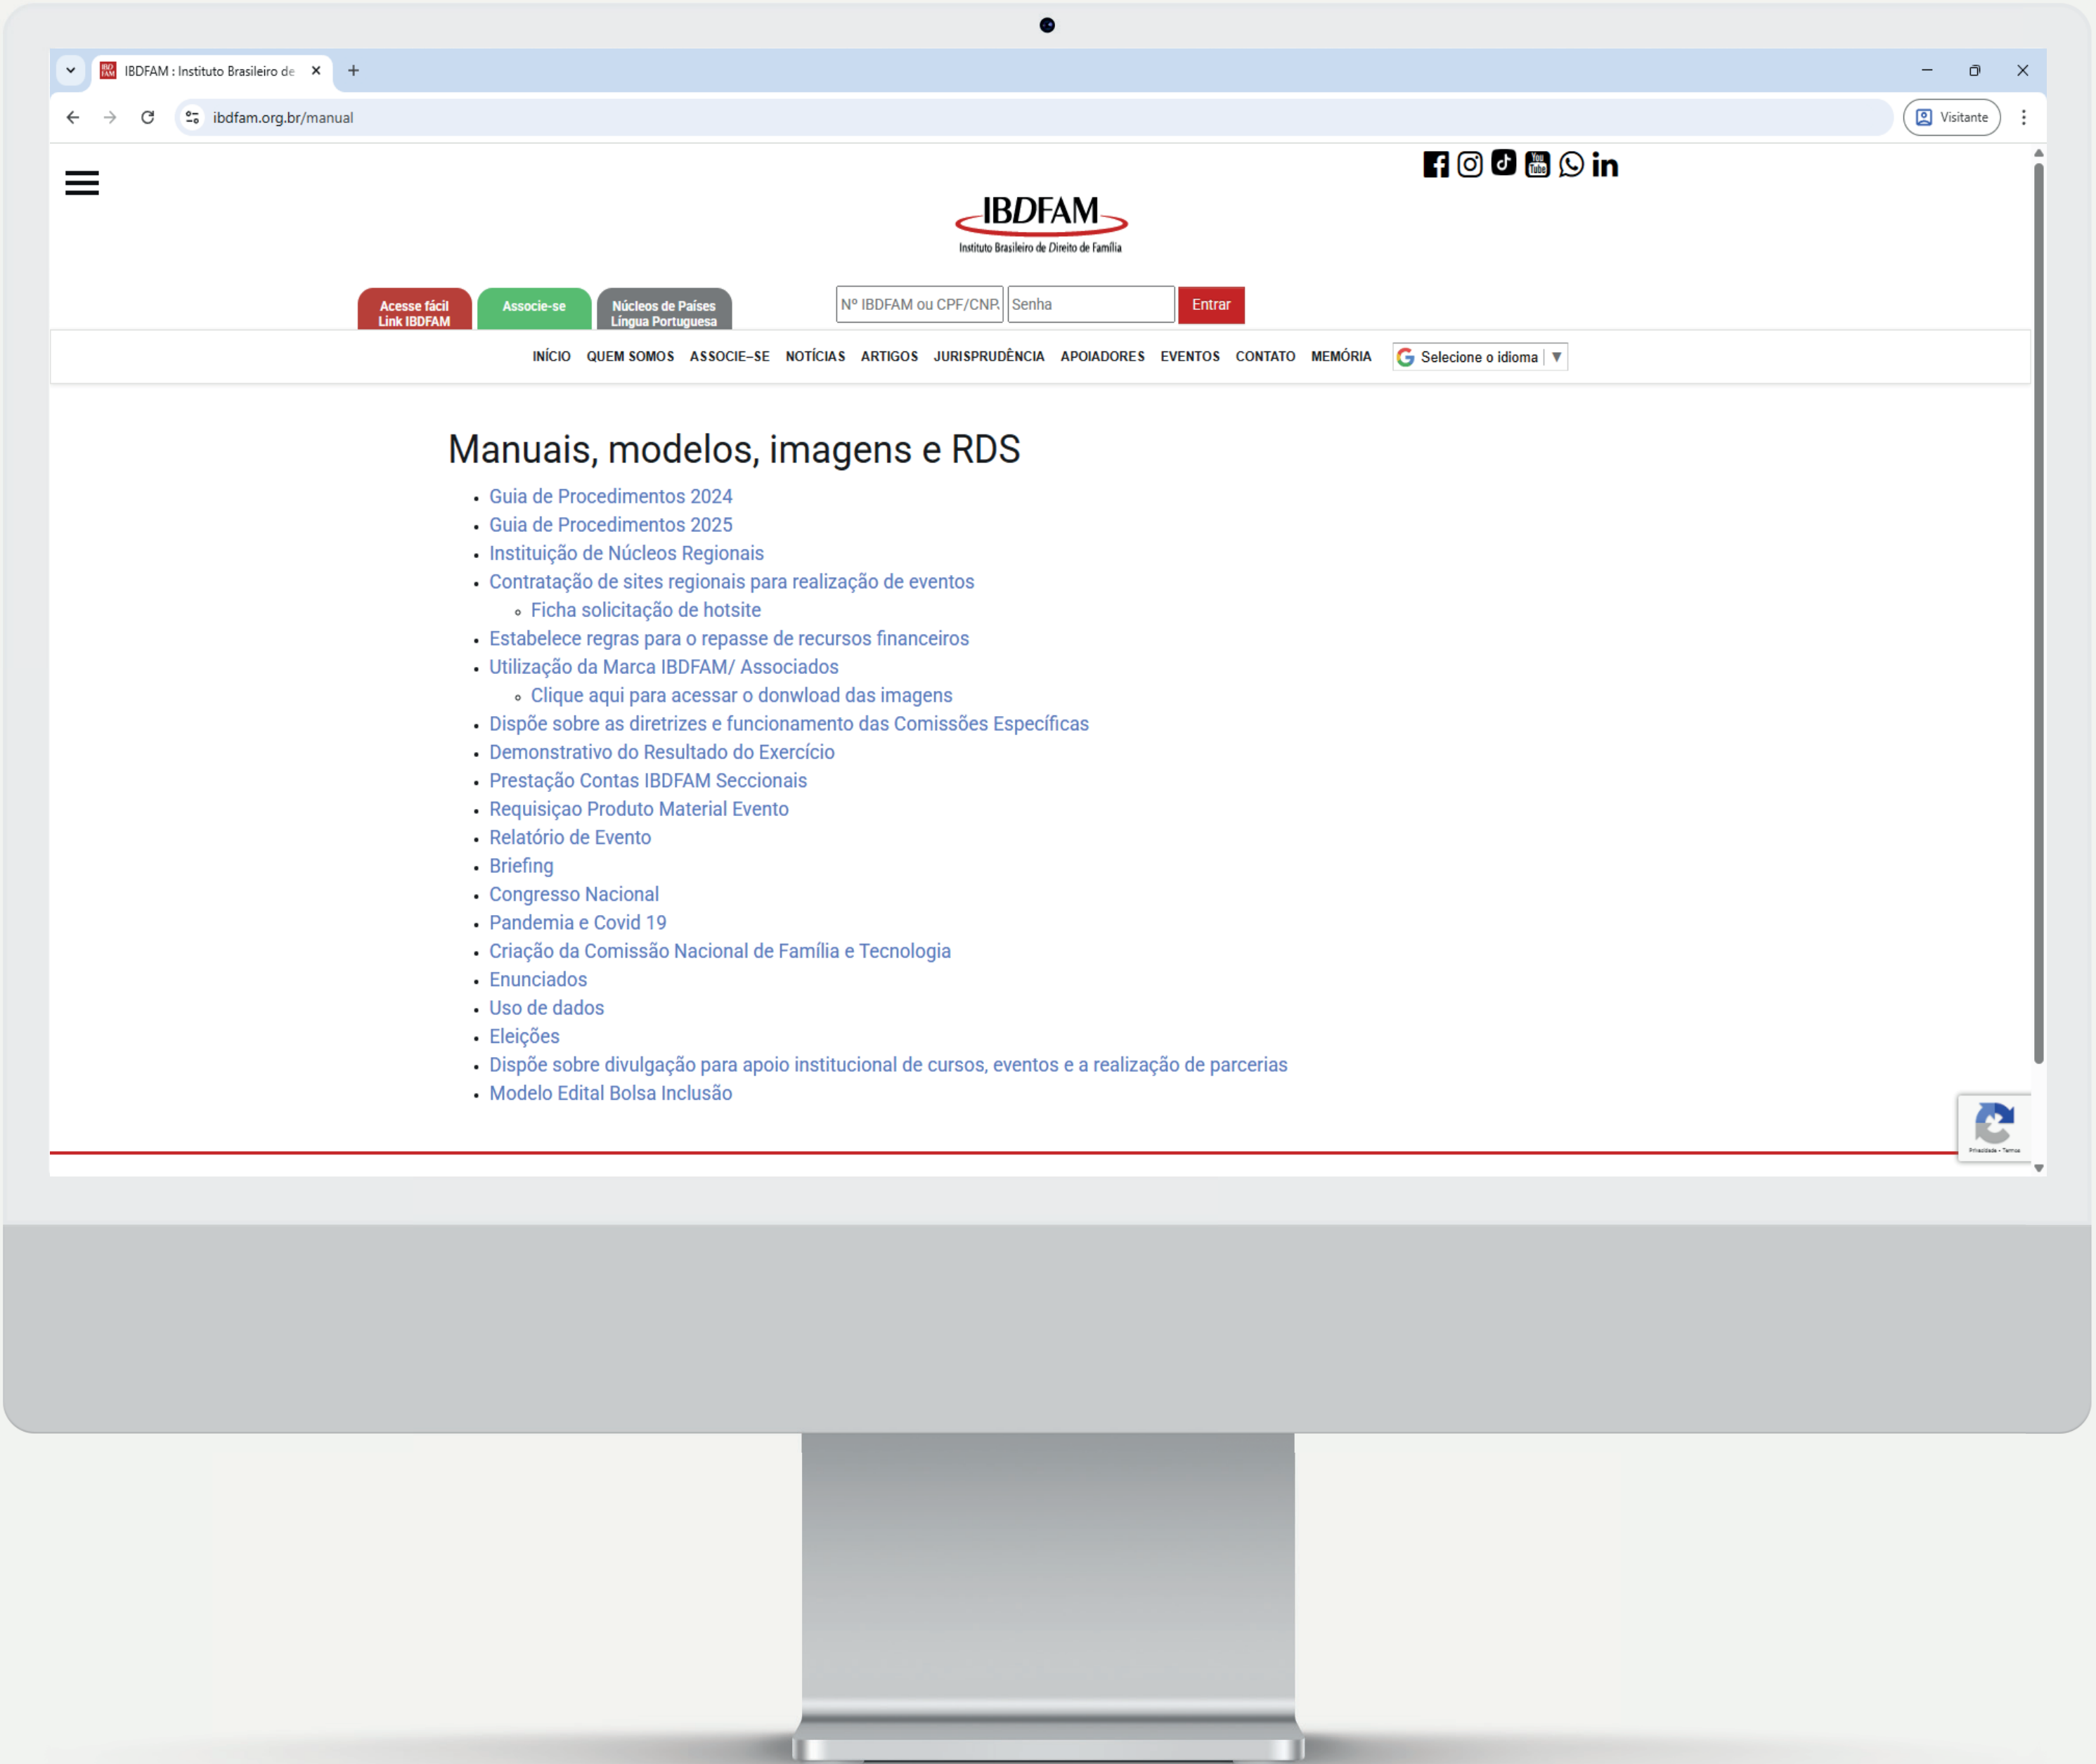 IBDFAM : Instituto Brasileiro de
ibdfam.org.br/manual
Visitante
You
Tube
IBDFAM
Instituto Brasileiro de Direito de Família
Acesse fácil
Link IBDFAM
Associe-se
Núcleos de Países
Língua Portuguesa
Nº IBDFAM ou CPF/CNP.
Senha
Entrar
INÍCIO QUEM SOMOS ASSOCIE-SE NOTÍCIAS ARTIGOS JURISPRUDÊNCIA APOIADORES EVENTOS CONTATO MEMÓRIA
Selecione o idioma
Manuais, modelos, imagens e RDS
Guia de Procedimentos 2024
Guia de Procedimentos 2025
Instituição de Núcleos Regionais
Contratação de sites regionais para realização de eventos
Ficha solicitação de hotsite
Estabelece regras para o repasse de recursos financeiros
Utilização da Marca IBDFAM/ Associados
Clique aqui para acessar o donwload das imagens
Dispõe sobre as diretrizes e funcionamento das Comissões Específicas
Demonstrativo do Resultado do Exercício
Prestação Contas IBDFAM Seccionais
Requisiçao Produto Material Evento
Relatório de Evento
Briefing
Congresso Nacional
Pandemia e Covid 19
Criação da Comissão Nacional de Família e Tecnologia
Enunciados
Uso de dados
Eleições
Dispõe sobre divulgação para apoio institucional de cursos, eventos e a realização de parcerias
Modelo Edital Bolsa Inclusão
Privacidade - Termos